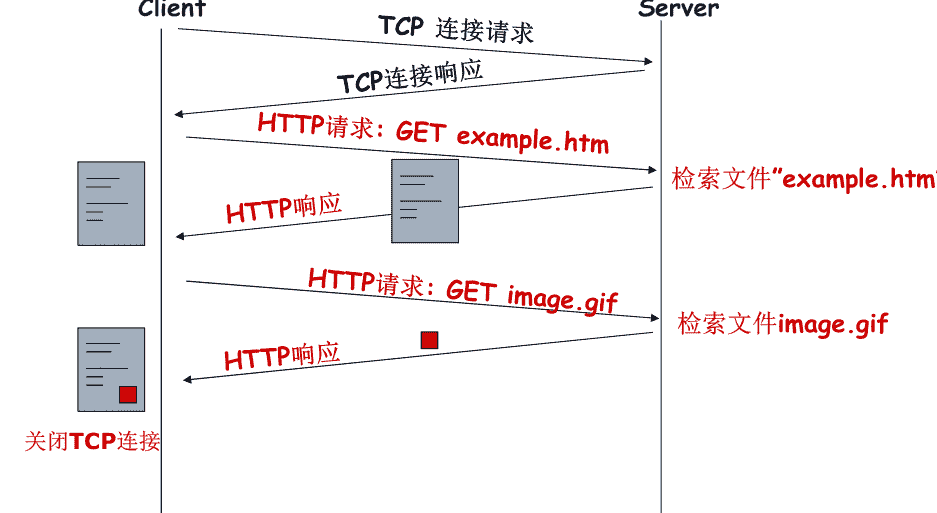 Client
Server
TCP 连接请求
TCP连接响应
HTTP请求：GET example.htm
检索文件”example.htm"
HTTP响应
HTTP请求：GET image.gif
检索文件image.gif
HTTP响应
关闭TCP连接